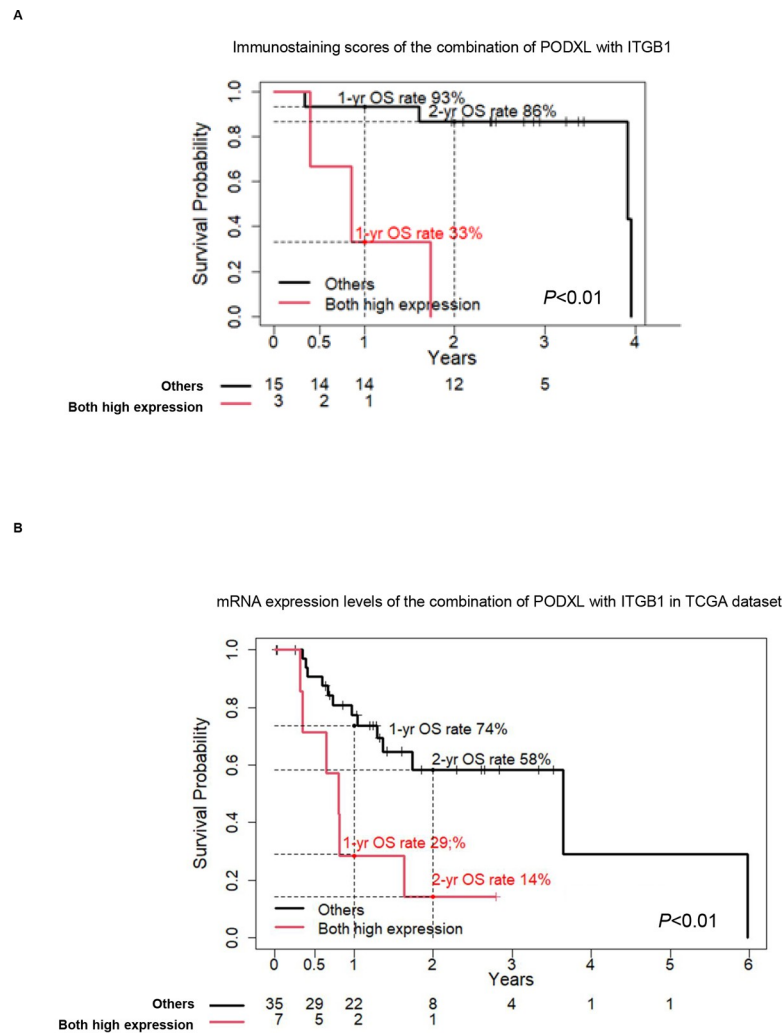 A
Immunostaining scores of the combination of PODXL with ITGB1
Survival Probability
1.0
0.8
0.6
0.4
0.2
0.0
1-yr OS rate 93%
2-yr OS rate 86%
1-yr OS rate 33%
Others
Both high expression
P<0.01
0 0.5 1 2 3 4
Years
Others 15 14 14 12 5
Both high expression 3 2 1
B
mRNA expression levels of the combination of PODXL with ITGB1 in TCGA dataset
Survival Probability
1.0
0.8
0.6
0.4
0.2
0.0
1-yr OS rate 74%
2-yr OS rate 58%
1-yr OS rate 29;%
2-yr OS rate 14%
Others
Both high expression
P<0.01
0 0.5 1 2 3 4 5 6
Years
Others 35 29 22 8 4 1 1
Both high expression 7 5 2 1